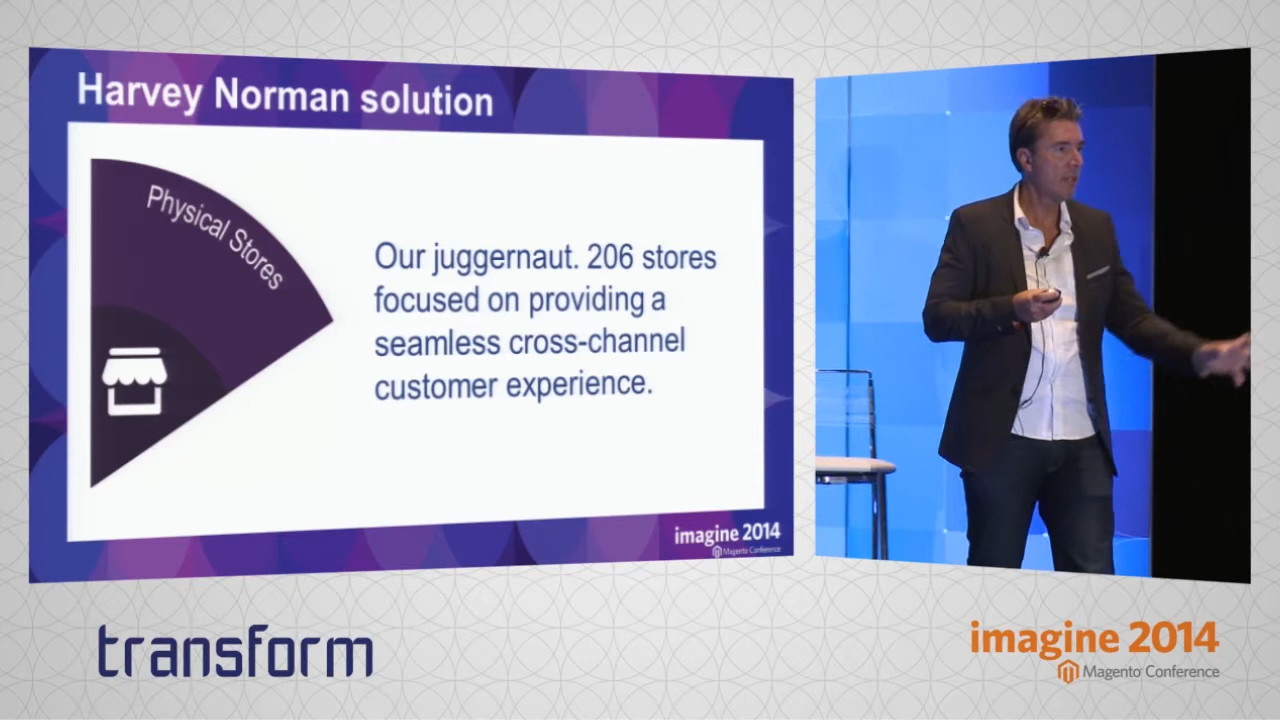 Harvey Norman solution
Physical Stores
Our juggernaut. 206 stores
focused on providing a
seamless cross-channel
customer experience.
imagine 2014
Magento Conference
transform
imagine 2014
Magento Conference